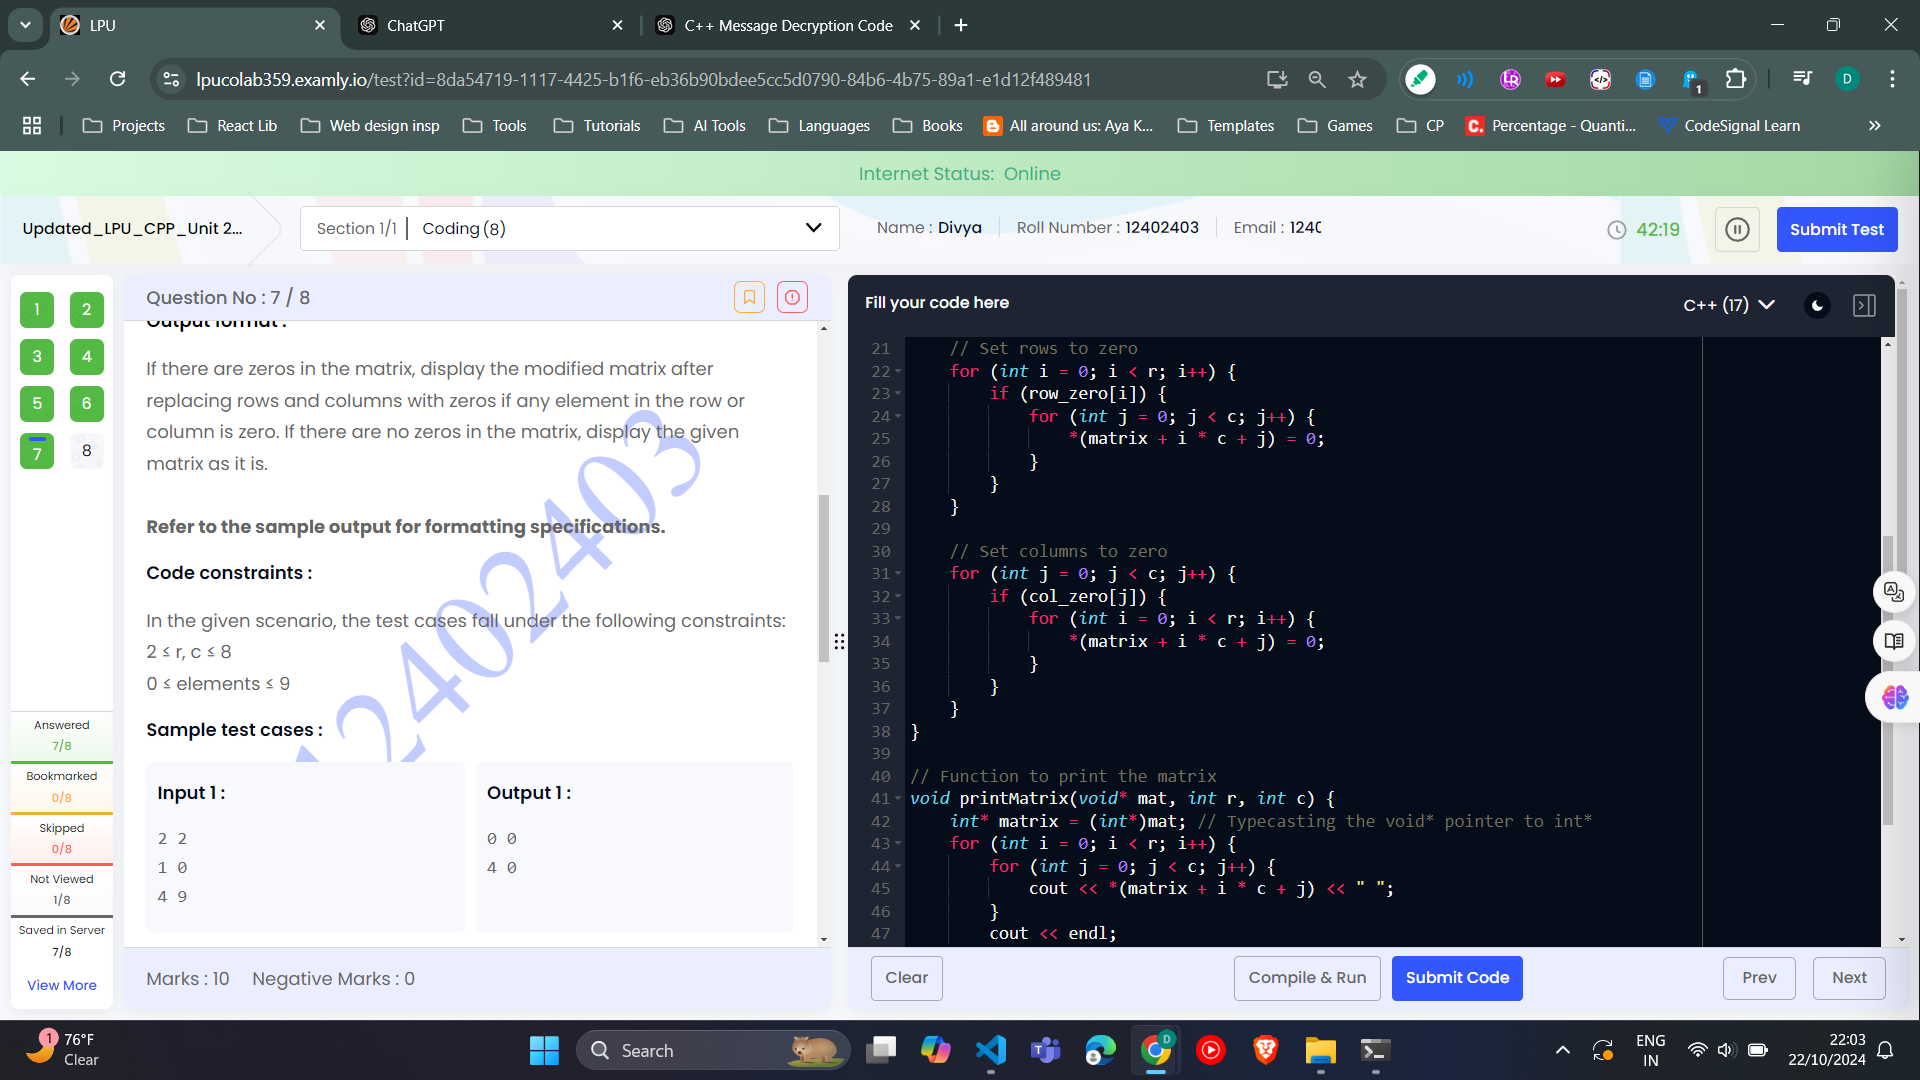 LPU
ChatGPT
C++ Message Decryption Code
lpucolab359.examly.io/test?id=8da54719-1117-4425-b1f6-eb36b90bdee5cc5d0790-84b6-4b75-89a1-e1d12f489481
1
D
Projects
React Lib
Web design insp
Tools
Tutorials
AI Tools
Languages
Books
All around us: Aya K...
Templates
Games
CP
Percentage - Quanti...
CodeSignal Learn
Internet Status: Online
Updated_LPU_CPP_Unit 2...
Section 1/1
Coding (8)
Name : Divya
Roll Number : 12402403
Email : 1240
42:19
Submit Test
1 2
3 4
5 6
7 8
Answered
7/8
Bookmarked
0/8
Skipped
0/8
Not Viewed
1/8
Saved in Server
7/8
View More
Question No : 7 / 8
Output format :
If there are zeros in the matrix, display the modified matrix after
replacing rows and columns with zeros if any element in the row or
column is zero. If there are no zeros in the matrix, display the given
matrix as it is.
Refer to the sample output for formatting specifications.
Code constraints :
In the given scenario, the test cases fall under the following constraints:
2 ≤ r, c ≤ 8
0 ≤ elements ≤ 9
Sample test cases :
Input 1 :
2 2
1 0
4 9
Output 1 :
0 0
4 0
12402403
Marks : 10
Negative Marks : 0
Fill your code here
C++ (17)
21 // Set rows to zero
22 for (int i = 0; i < r; i++) {
23 if (row_zero[i]) {
24 for (int j = 0; j < c; j++) {
25 *(matrix + i * c + j) = 0;
26 }
27 }
28 }
29
30 // Set columns to zero
31 for (int j = 0; j < c; j++) {
32 if (col_zero[j]) {
33 for (int i = 0; i < r; i++) {
34 *(matrix + i * c + j) = 0;
35 }
36 }
37 }
38 }
39
40 // Function to print the matrix
41 void printMatrix(void* mat, int r, int c) {
42 int* matrix = (int*)mat; // Typecasting the void* pointer to int*
43 for (int i = 0; i < r; i++) {
44 for (int j = 0; j < c; j++) {
45 cout << *(matrix + i * c + j) << " ";
46 }
47 cout << endl;
Clear
Compile & Run
Submit Code
Prev
Next
1
76°F
Clear
Search
D
ENG
IN
22:03
22/10/2024